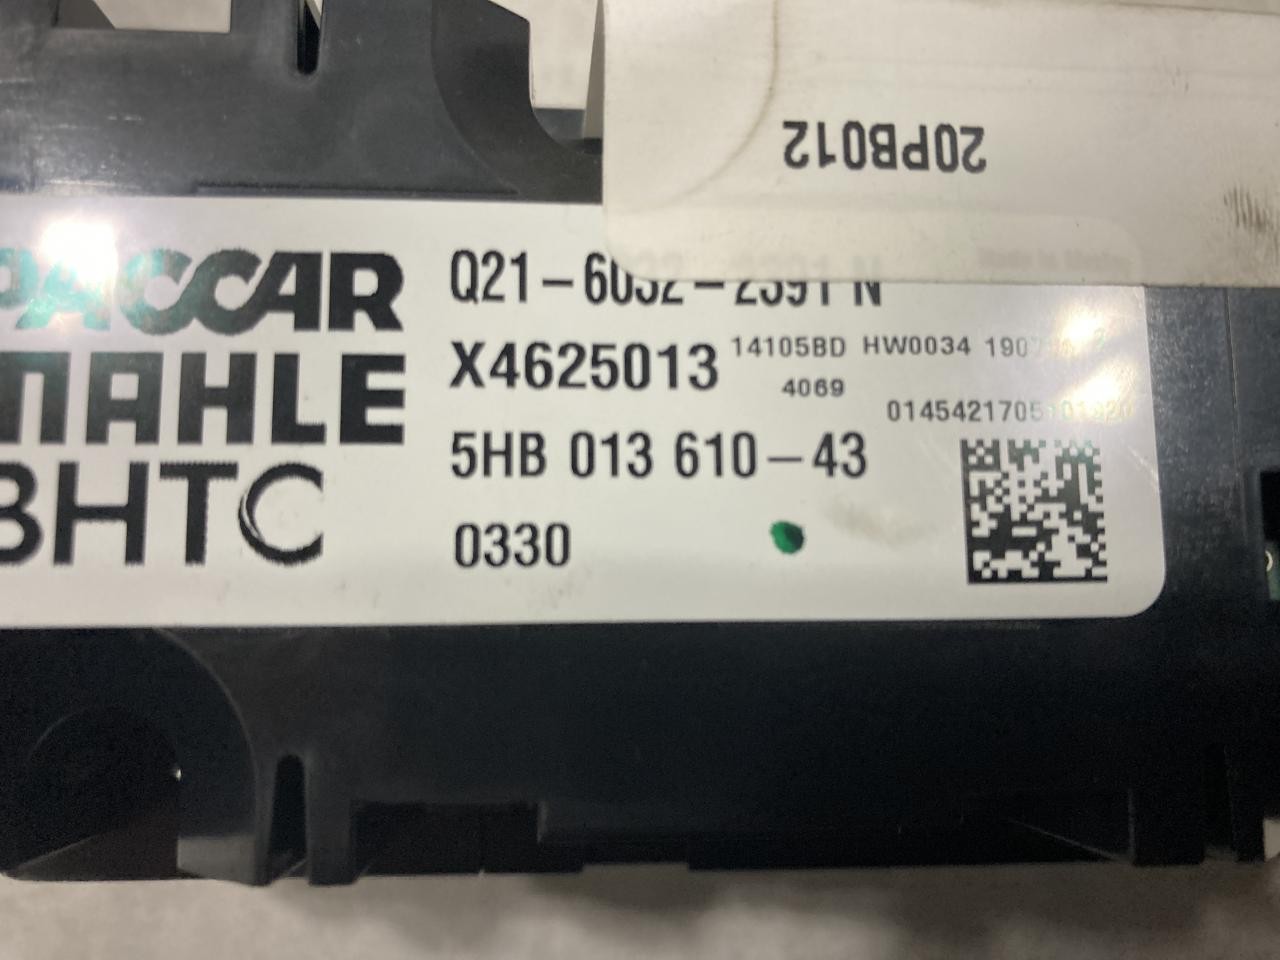 20PB012
PACCAR
MAHLE
BHTC
Q21-6032-2391 N
X4625013
14105BD HW0034
4069
5HB 013 610-43
0330